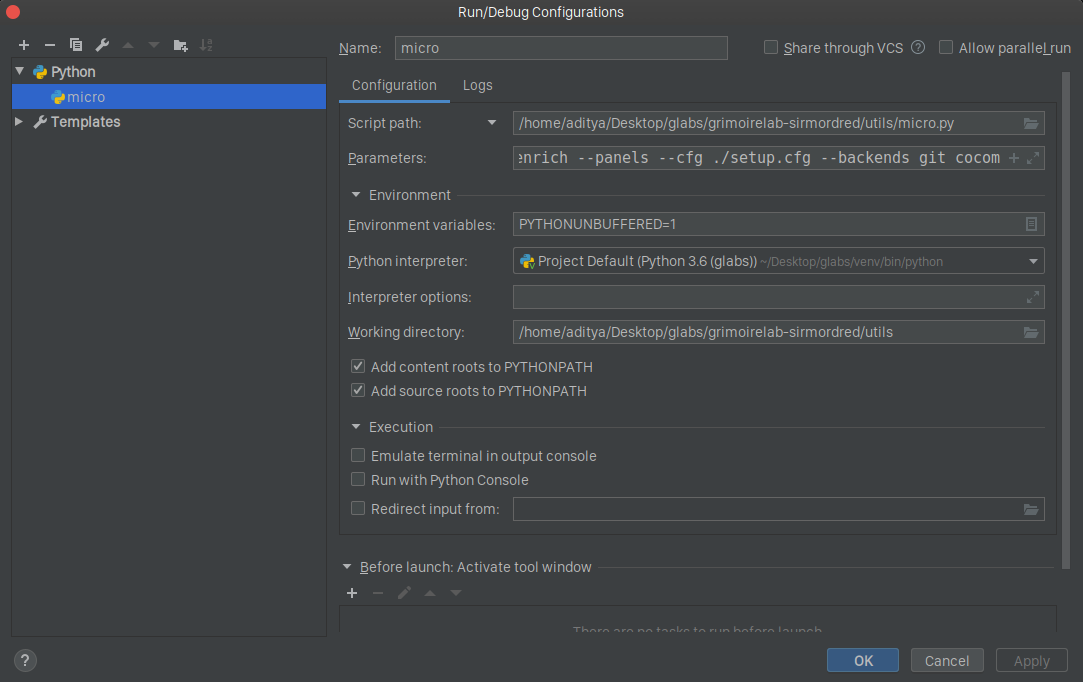 Run/Debug Configurations
Name: micro Share through VCS ? Allow parallel run
Python
micro
Templates
Configuration Logs
Script path: /home/aditya/Desktop/glabs/grimoirelab-sirmordred/utils/micro.py
Parameters: enrich --panels --cfg ./setup.cfg --backends git cocom
Environment
Environment variables: PYTHONUNBUFFERED=1
Python interpreter: Project Default (Python 3.6 (glabs)) ~/Desktop/glabs/venv/bin/python
Interpreter options:
Working directory: /home/aditya/Desktop/glabs/grimoirelab-sirmordred/utils
Add content roots to PYTHONPATH
Add source roots to PYTHONPATH
Execution
Emulate terminal in output console
Run with Python Console
Redirect input from:
Before launch: Activate tool window
There are no tasks to run before launch
? OK Cancel Apply